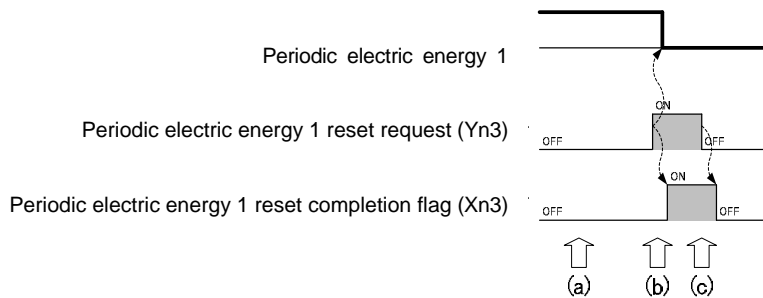 Periodic electric energy 1
ON
Periodic electric energy 1 reset request (Yn3)
OFF
OFF
ON
Periodic electric energy 1 reset completion flag (Xn3)
OFF
OFF
(a)
(b)
(c)